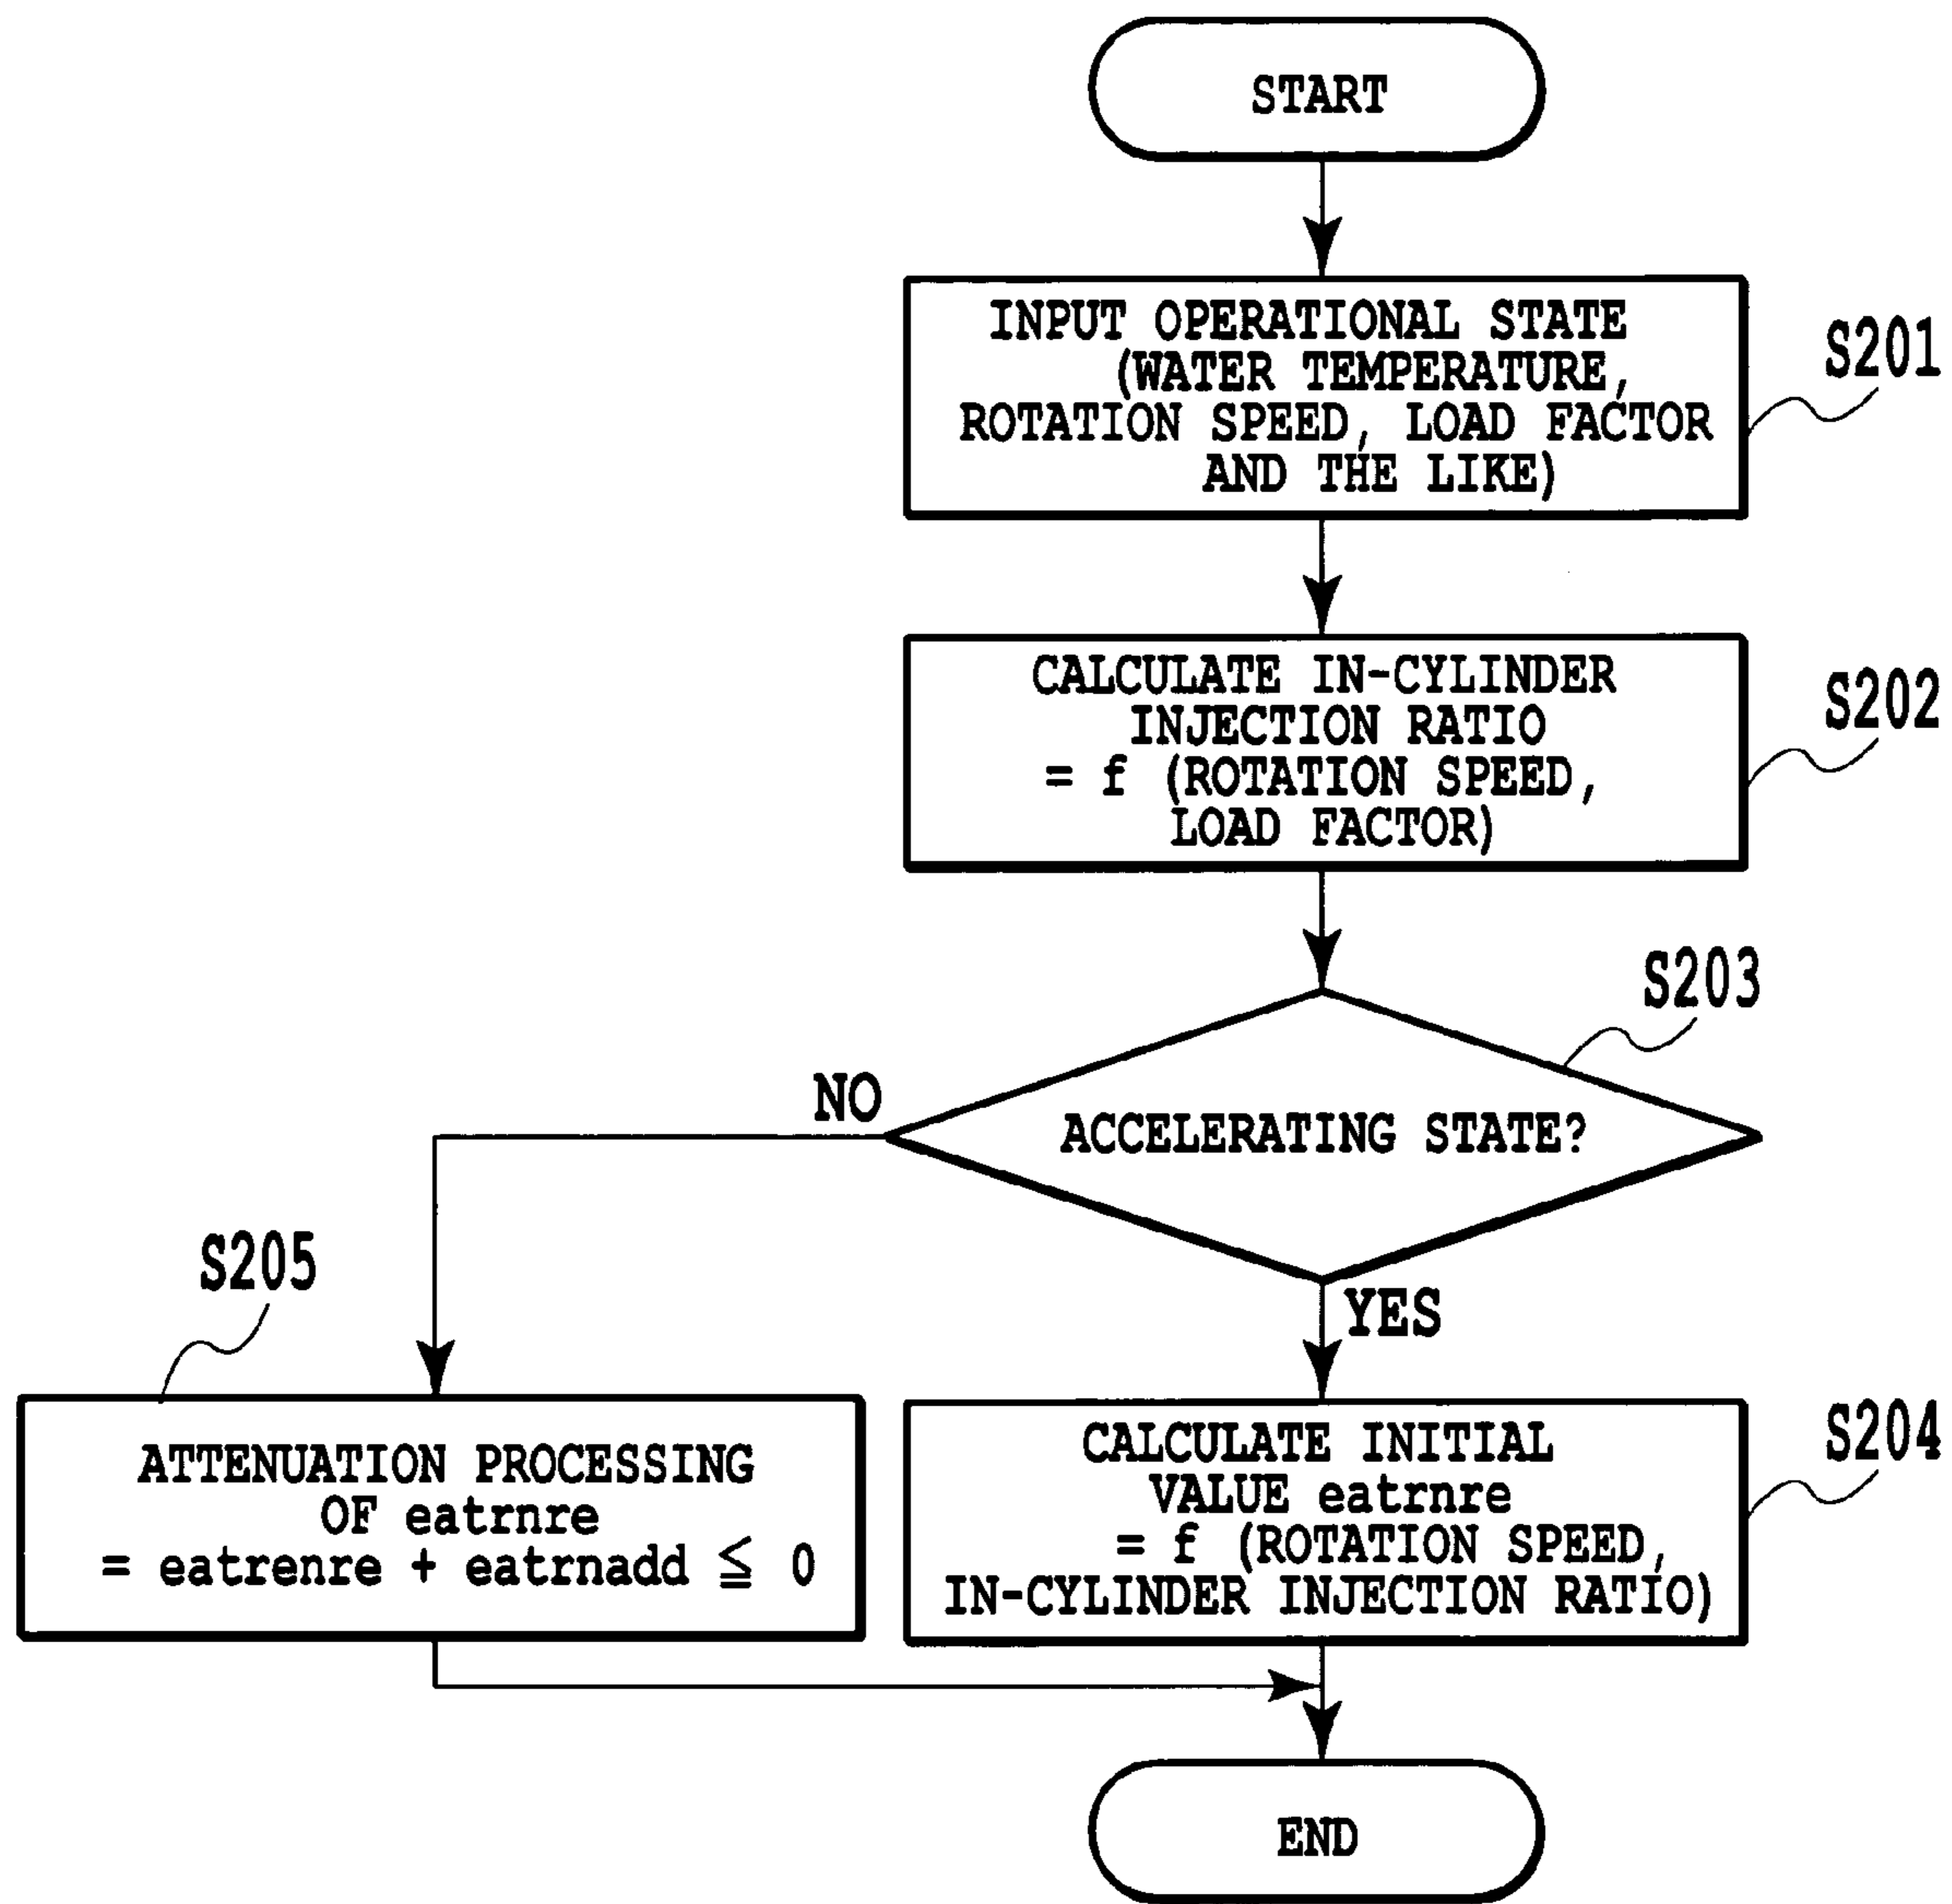 START
INPUT OPERATIONAL STATE
(WATER TEMPERATURE,
ROTATION SPEED, LOAD FACTOR
AND THE LIKE)
S201
CALCULATE IN-CYLINDER
INJECTION RATIO
= f (ROTATION SPEED,
LOAD FACTOR)
S202
S203
ACCELERATING STATE?
NO
YES
S205
ATTENUATION PROCESSING
OF eatrnre
= eatrenre + eatrnadd ≦ 0
CALCULATE INITIAL
VALUE eatrnre
= f (ROTATION SPEED,
IN-CYLINDER INJECTION RATIO)
S204
END